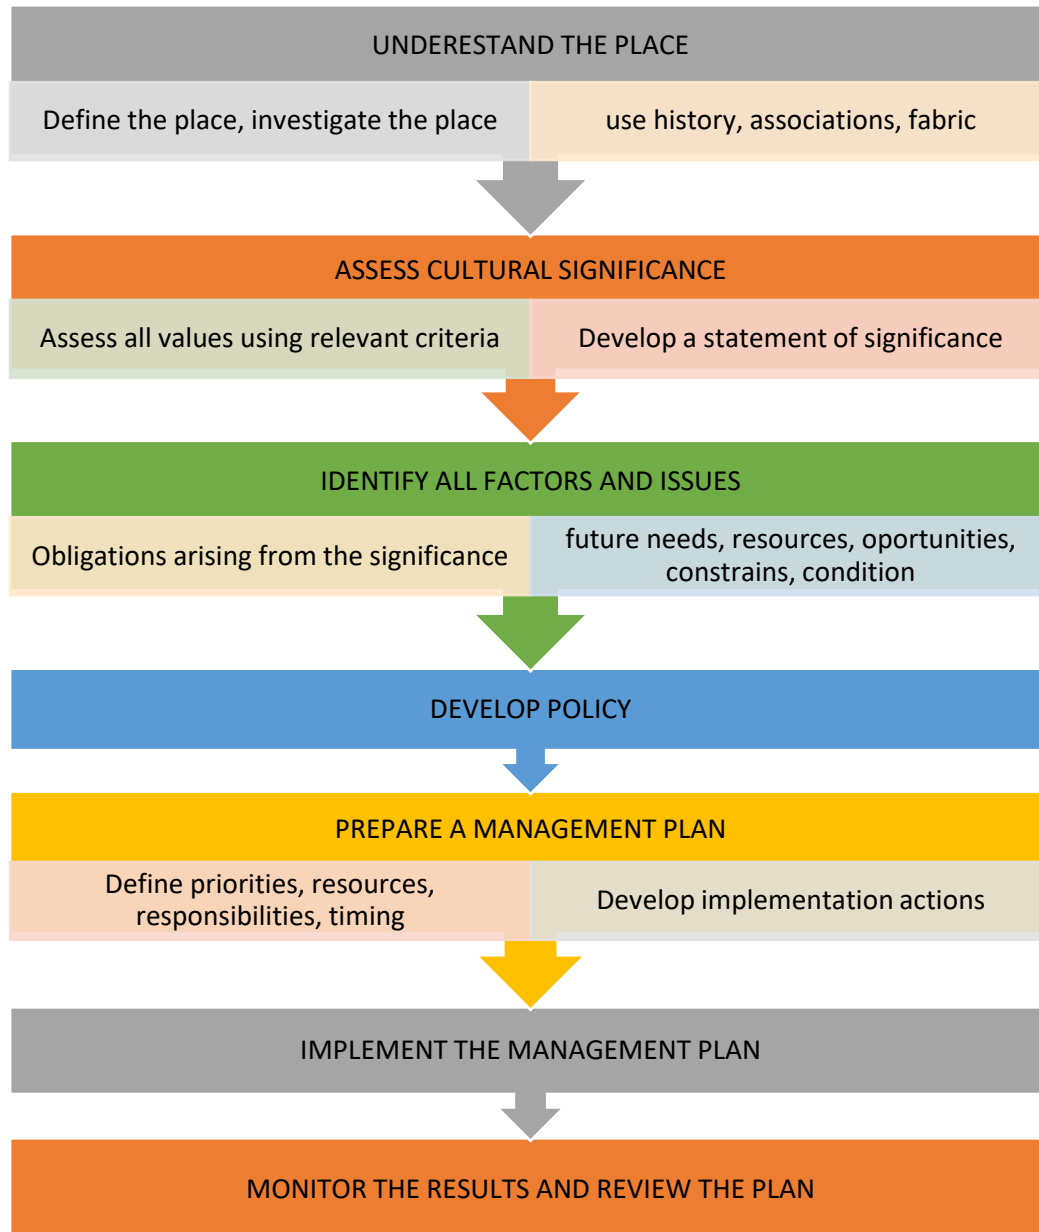 UNDERESTAND THE PLACE
Define the place, investigate the place
use history, associations, fabric
ASSESS CULTURAL SIGNIFICANCE
Assess all values using relevant criteria
Develop a statement of significance
IDENTIFY ALL FACTORS AND ISSUES
Obligations arising from the significance
future needs, resources, oportunities,
constrains, condition
DEVELOP POLICY
PREPARE A MANAGEMENT PLAN
Define priorities, resources,
responsibilities, timing
Develop implementation actions
IMPLEMENT THE MANAGEMENT PLAN
MONITOR THE RESULTS AND REVIEW THE PLAN